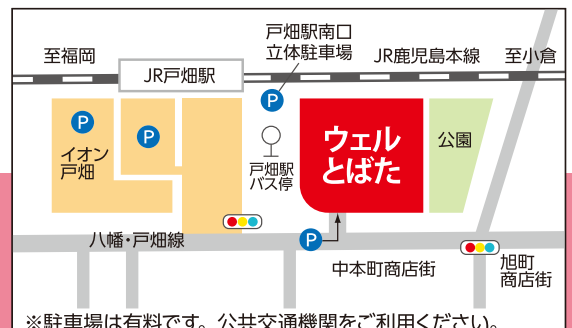 戸畑駅南口
立体駐車場
至福岡
JR戸畑駅
JR鹿児島本線
至小倉
P
P
P
イオン
戸畑
戸畑駅
バス停
ウェル
とばた
公園
八幡・戸畑線
P
中本町商店街
旭町
商店街
※駐車場は有料です。公共交通機関をご利用ください。